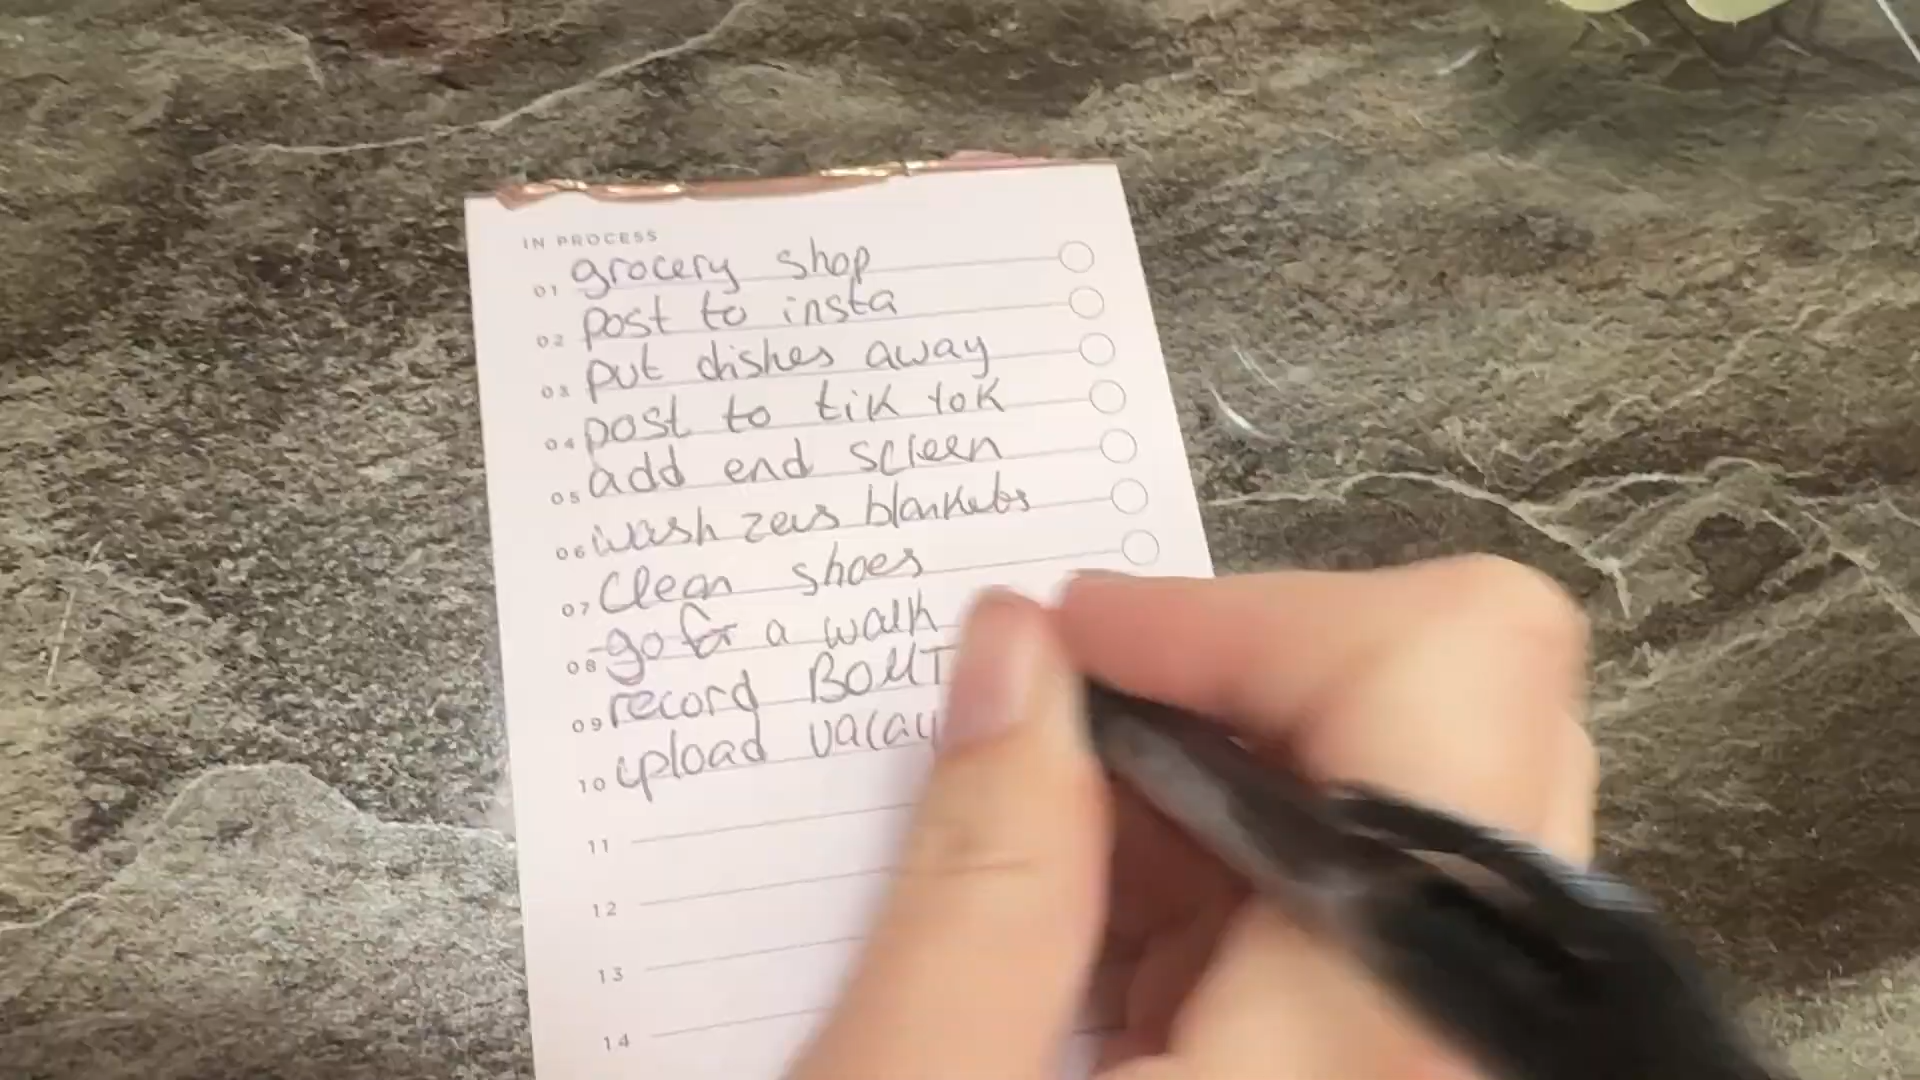 IN PROCESS
01 grocery shop
02 post to insta
03 put dishes away
04 post to tik tok
05 add end screen
06 wash zeus blankets
07 clean shoes
08 go for a walk
09 record BOMT
10 upload vacay
11
12
13
14